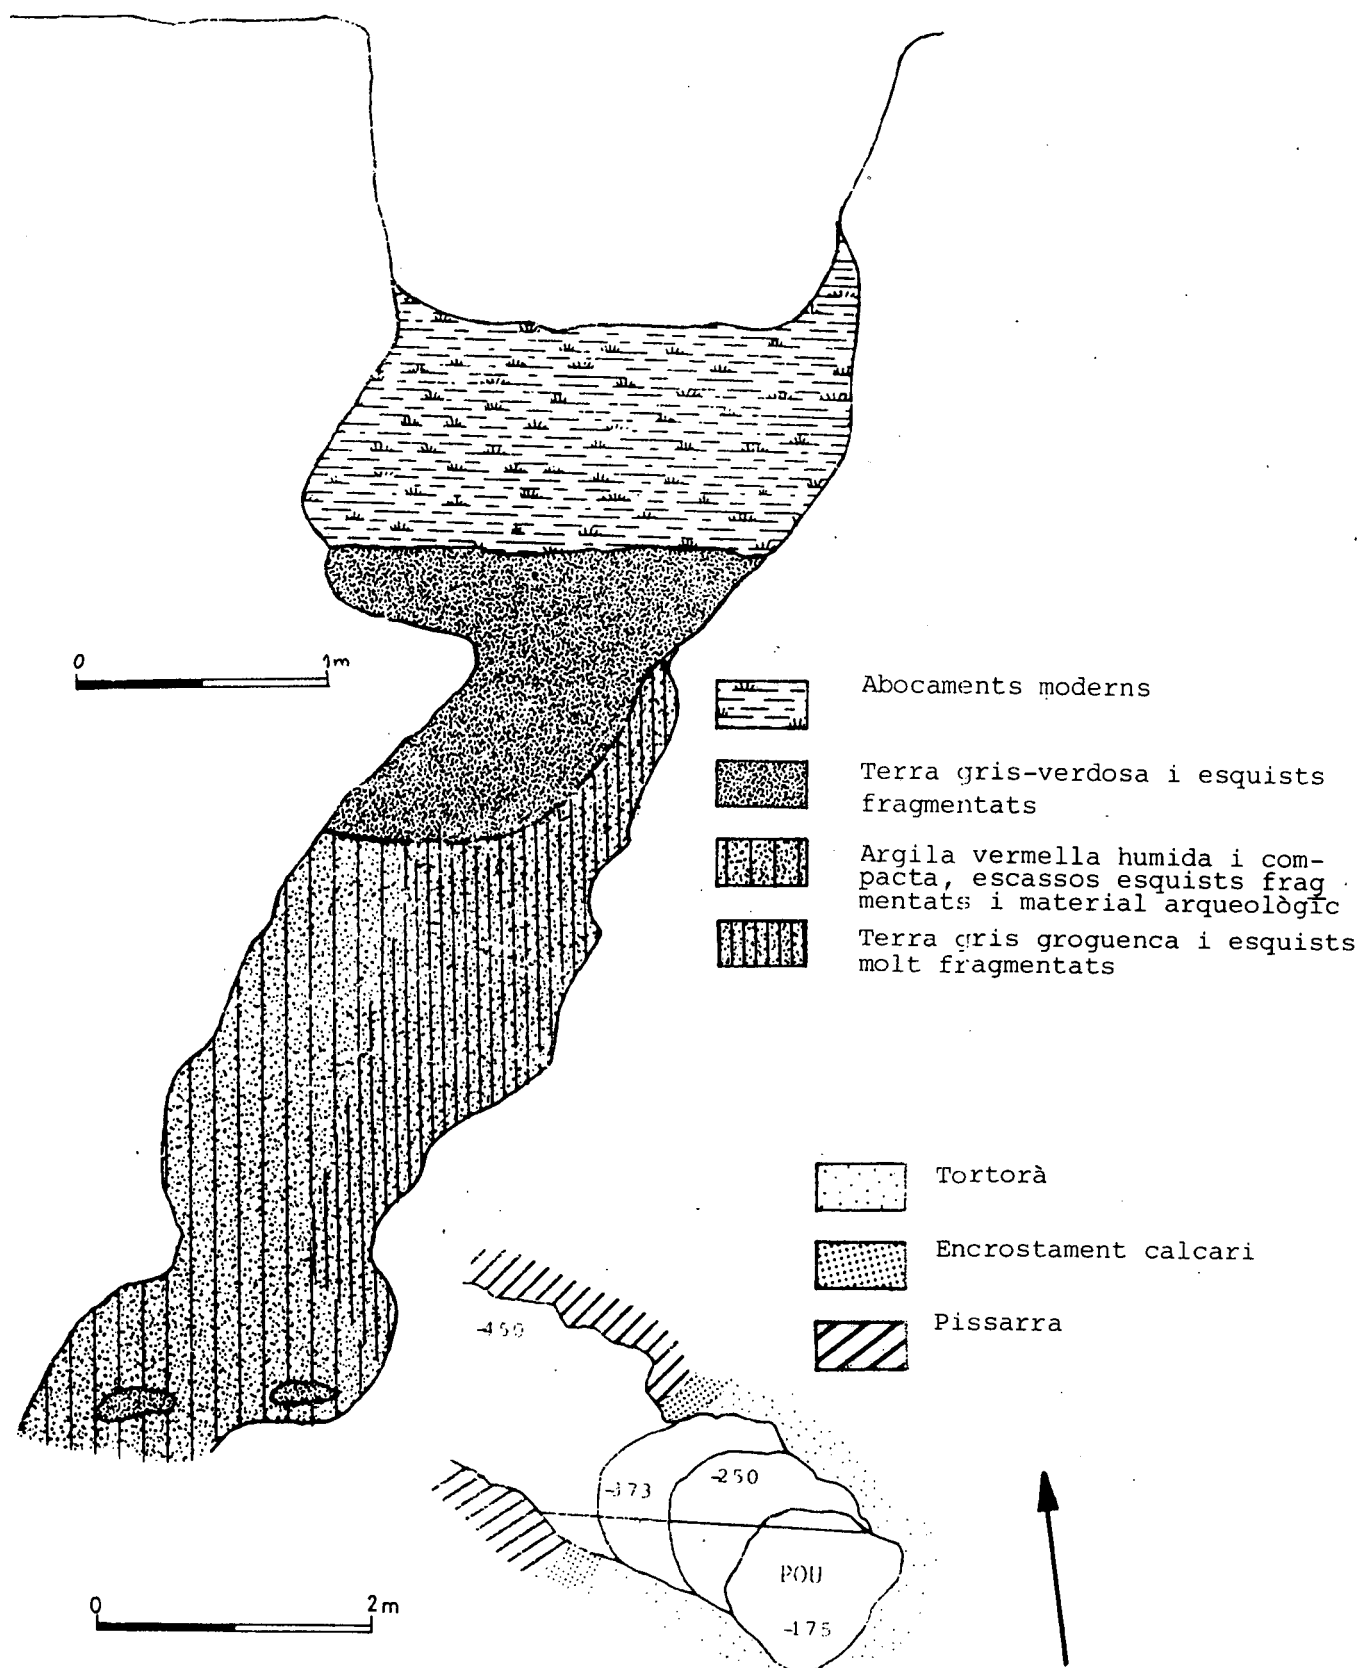 0 1m
Abocaments moderns
Terra gris-verdosa i esquists
fragmentats
Argila vermella humida i com-
pacta, escassos esquists frag
mentats i material arqueològic
Terra gris groguenca i esquists
molt fragmentats
Tortorà
Encrostament calcari
Pissarra
-450
-373
-250
POU
-175
0 2m